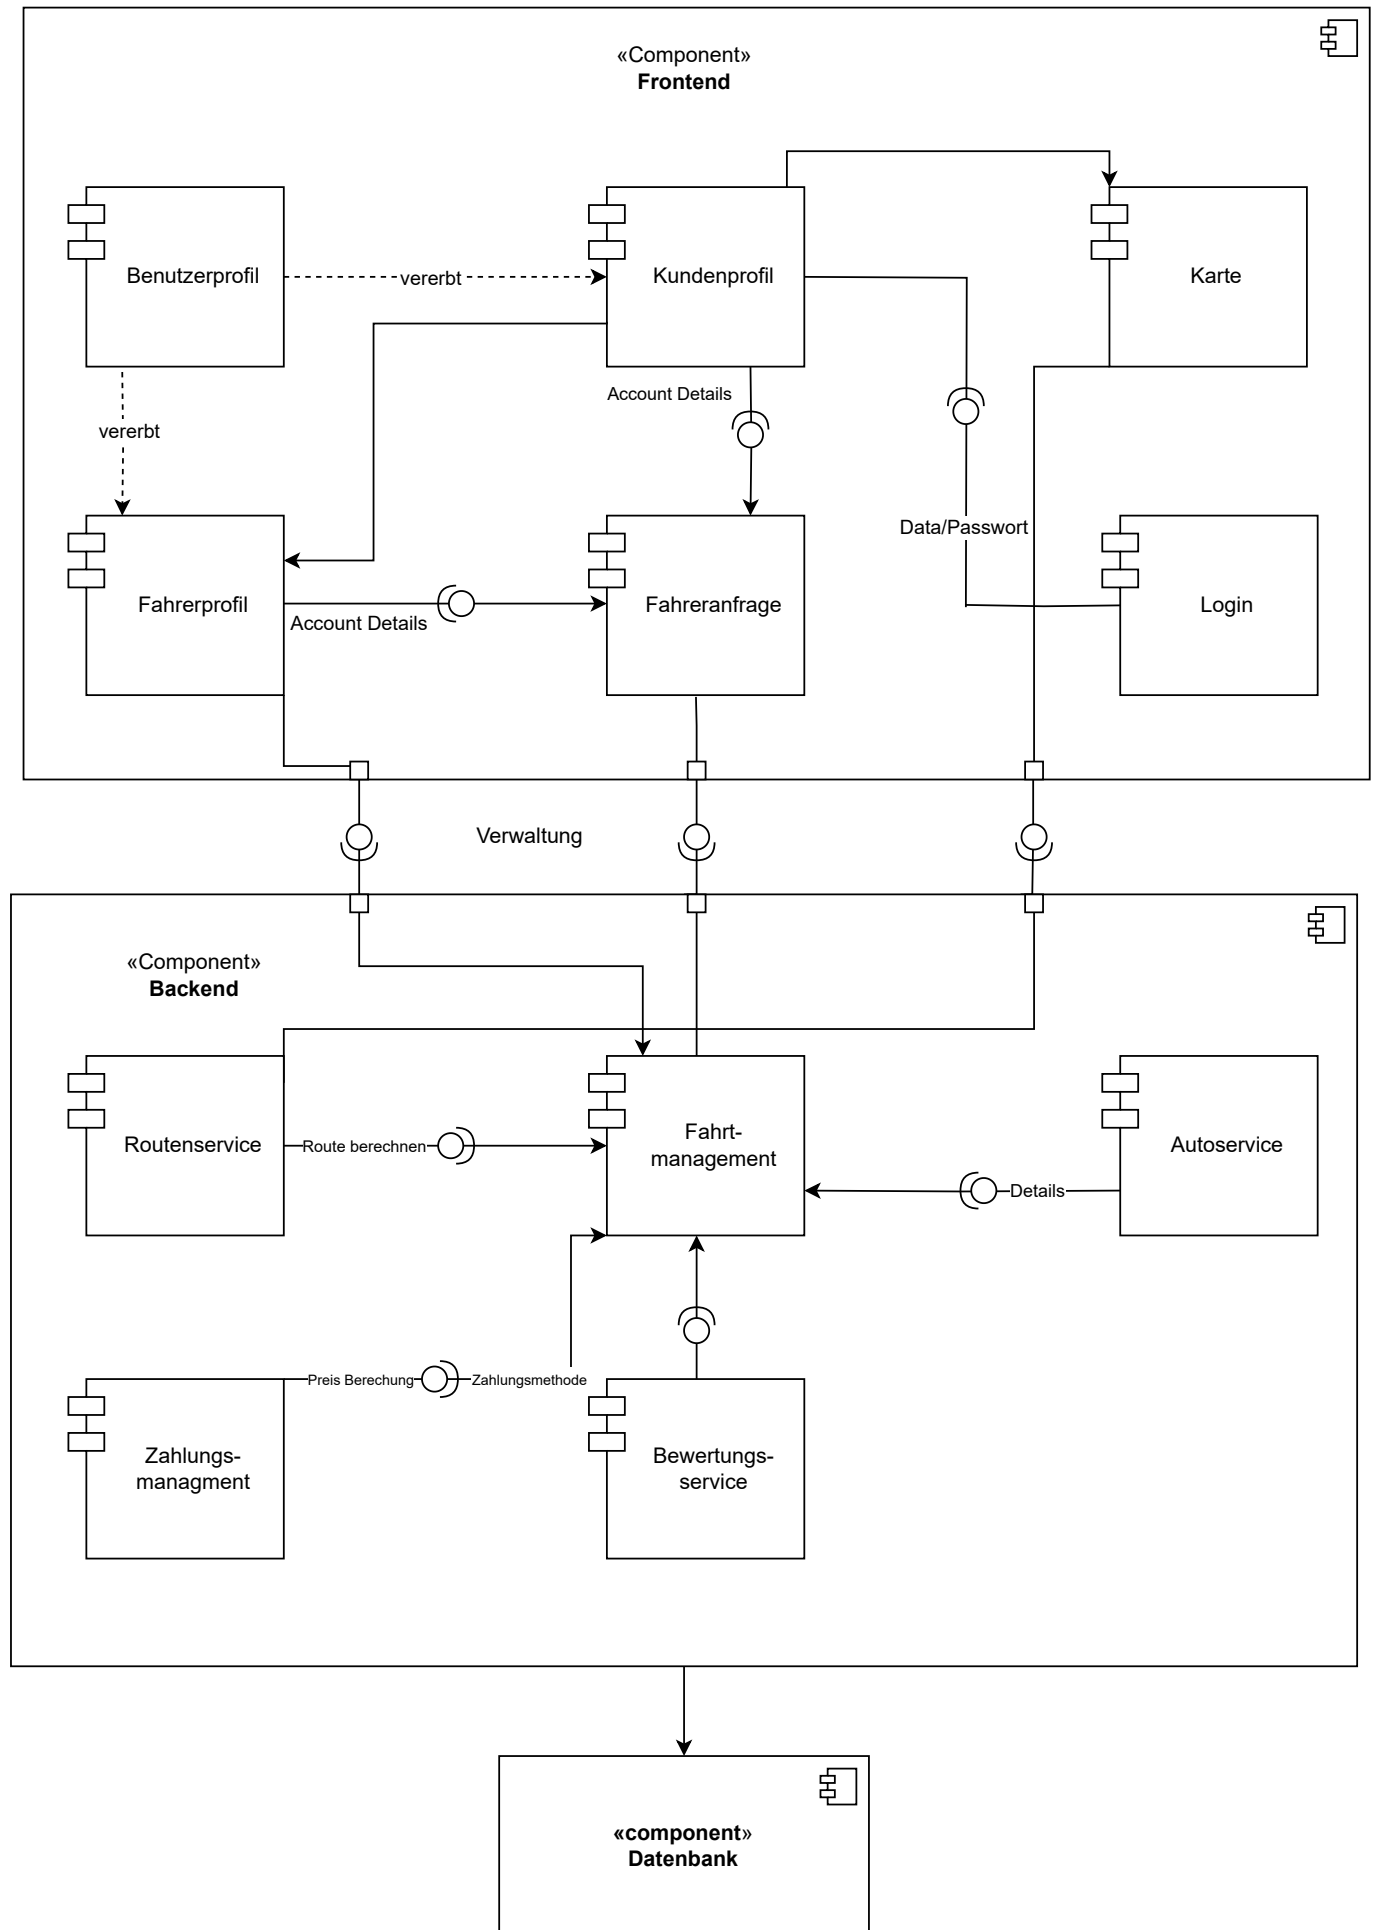 «Component»
Frontend
Benutzerprofil
vererbt
Kundenprofil
Karte
Account Details
vererbt
Data/Passwort
Fahrerprofil
Account Details
Fahreranfrage
Login
Verwaltung
«Component»
Backend
Routenservice
Route berechnen
Fahrt-
management
Autoservice
Details
Preis Berechung
Zahlungsmethode
Zahlungs-
managment
Bewertungs-
service
«component»
Datenbank